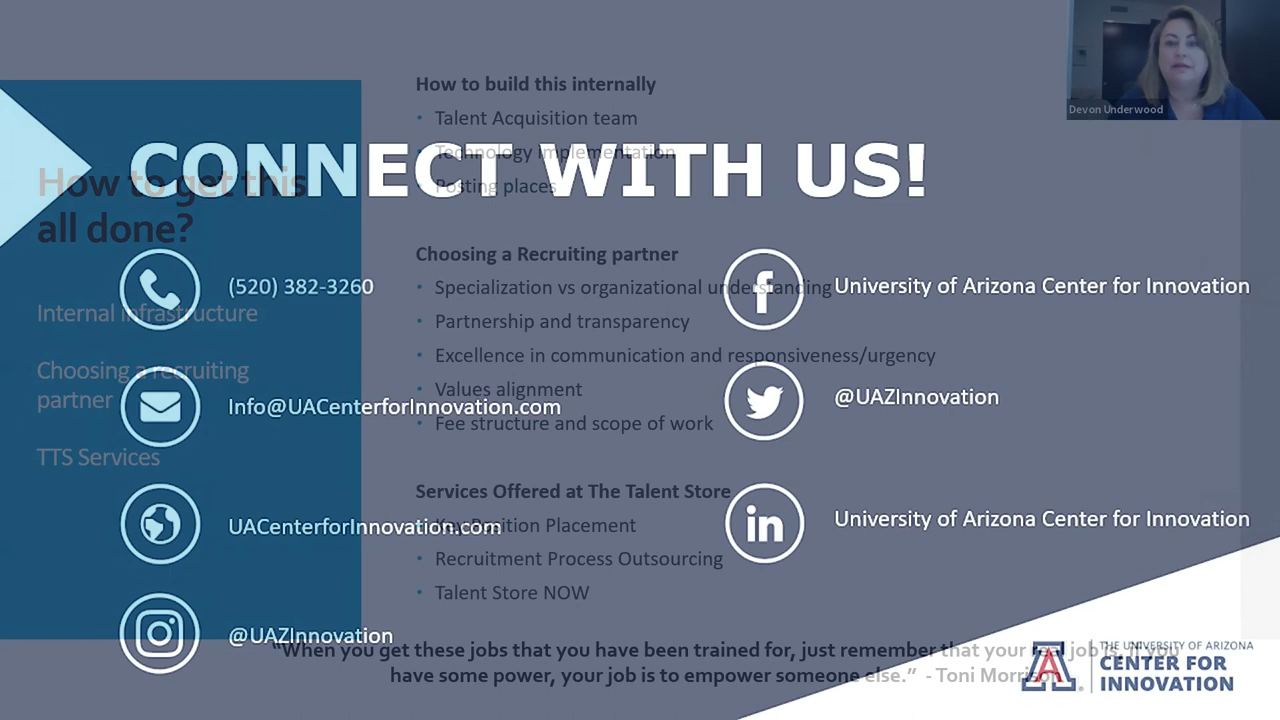 Devon Underwood
CONNECT WITH US!
(520) 382-3260
Info@UACenterforInnovation.com
UACenterforInnovation.com
@UAZInnovation
University of Arizona Center for Innovation
@UAZInnovation
University of Arizona Center for Innovation
How to get this
all done?
Internal infrastructure
Choosing a recruiting
partner
TTS Services
How to build this internally
• Talent Acquisition team
• Technology implementation
• Posting places
Choosing a Recruiting partner
• Specialization vs organizational understanding
• Partnership and transparency
• Excellence in communication and responsiveness/urgency
• Values alignment
• Fee structure and scope of work
Services Offered at The Talent Store
• Key Position Placement
• Recruitment Process Outsourcing
• Talent Store NOW
“When you get these jobs that you have been trained for, just remember that your real job is, if you
have some power, your job is to empower someone else.” - Toni Morrison
THE UNIVERSITY OF ARIZONA
CENTER FOR
INNOVATION